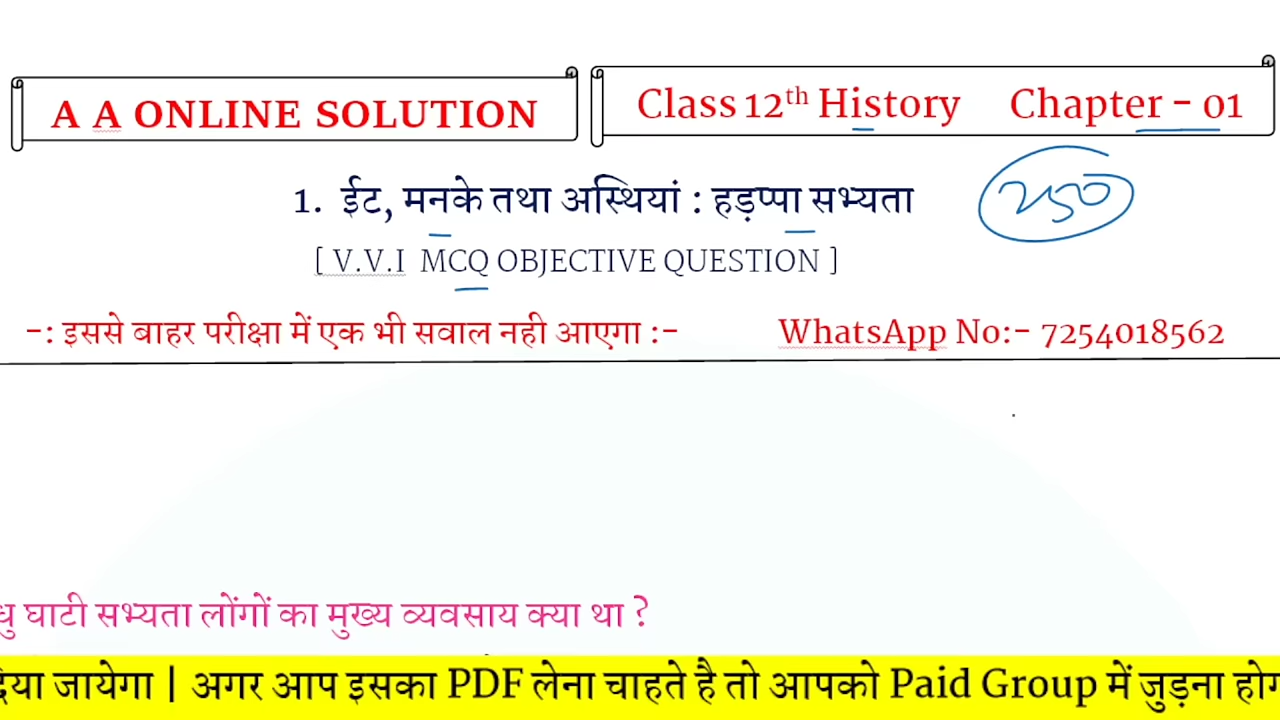 A A ONLINE SOLUTION
Class 12th History Chapter - 01
1. ईट, मनके तथा अस्थियां : हड़प्पा सभ्यता
250
[ V.V.I MCQ OBJECTIVE QUESTION ]
-: इससे बाहर परीक्षा में एक भी सवाल नही आएगा :-
WhatsApp No:- 7254018562
घाटी सभ्यता लोंगों का मुख्य व्यवसाय क्या था ?
दिया जायेगा | अगर आप इसका PDF लेना चाहते है तो आपको Paid Group में जुड़ना